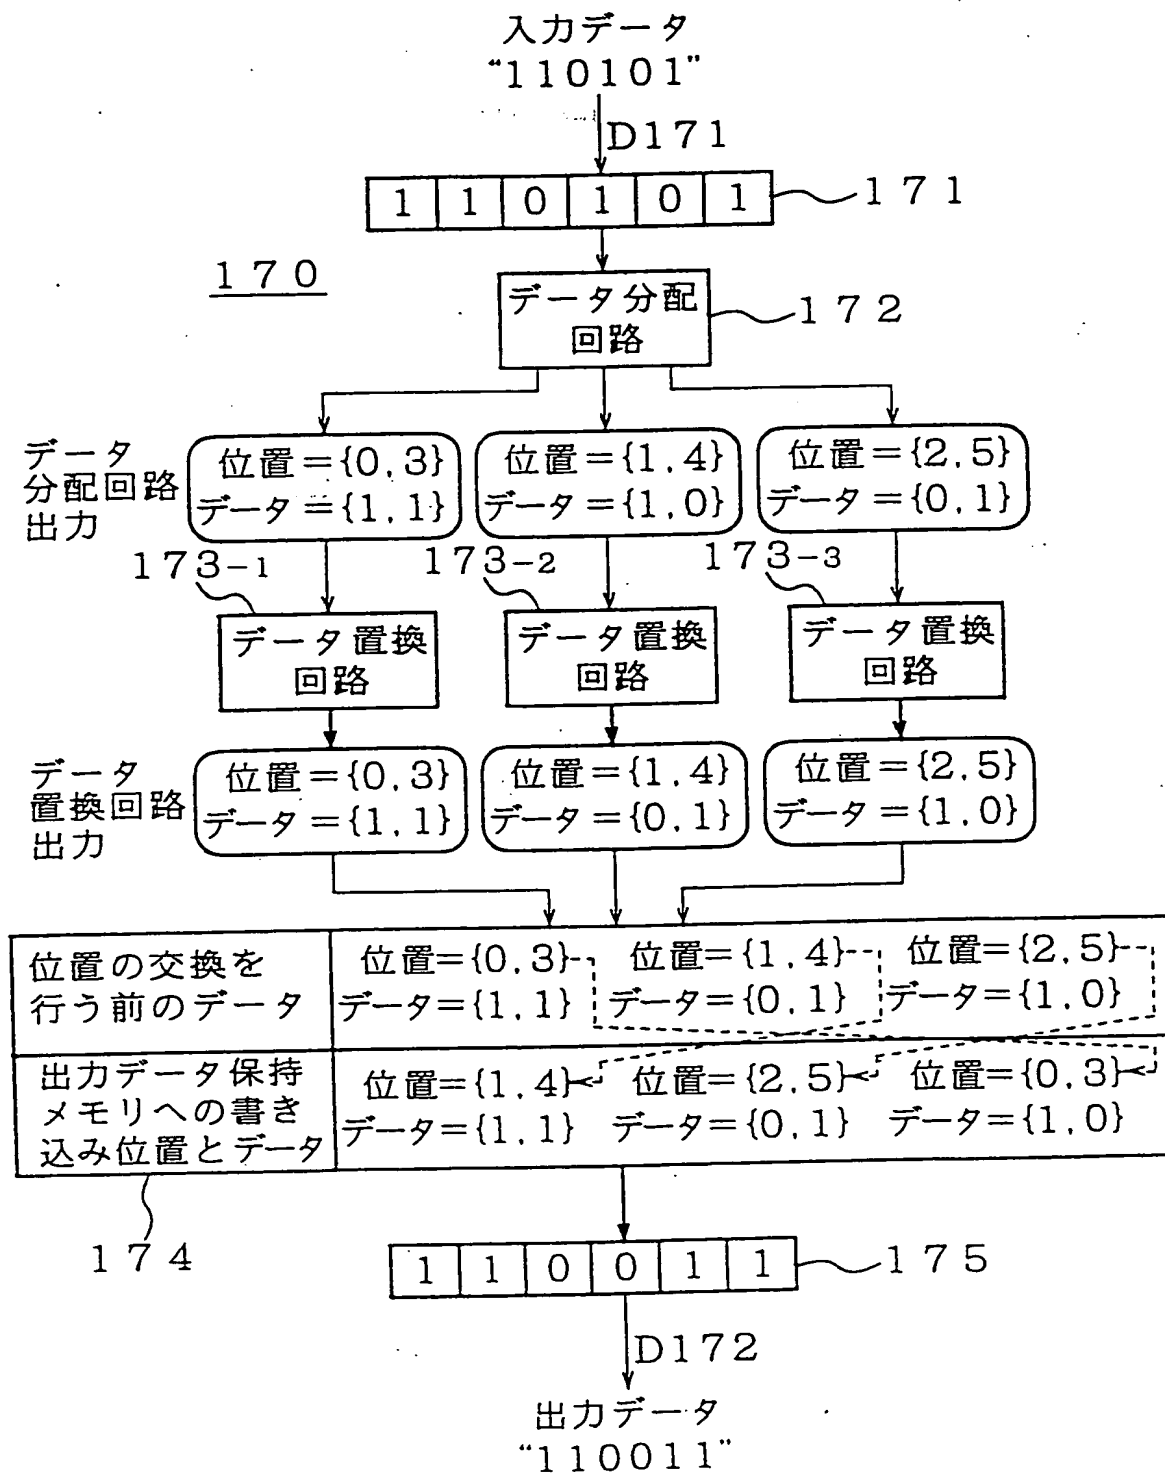 入力データ
“110101”
D171
1 1 0 1 0 1
171
170
データ分配
回路
172
データ
分配回路
出力
位置={0,3}
データ={1,1}
位置={1,4}
データ={1,0}
位置={2,5}
データ={0,1}
173-1
173-2
173-3
データ置換
回路
データ置換
回路
データ置換
回路
データ
置換回路
出力
位置={0,3}
データ={1,1}
位置={1,4}
データ={0,1}
位置={2,5}
データ={1,0}
位置の交換を
行う前のデータ
位置={0,3}
データ={1,1}
位置={1,4}
データ={0,1}
位置={2,5}
データ={1,0}
出力データ保持
メモリへの書き
込み位置とデータ
位置={1,4}
データ={1,1}
位置={2,5}
データ={0,1}
位置={0,3}
データ={1,0}
174
1 1 0 0 1 1
175
D172
出力データ
“110011”